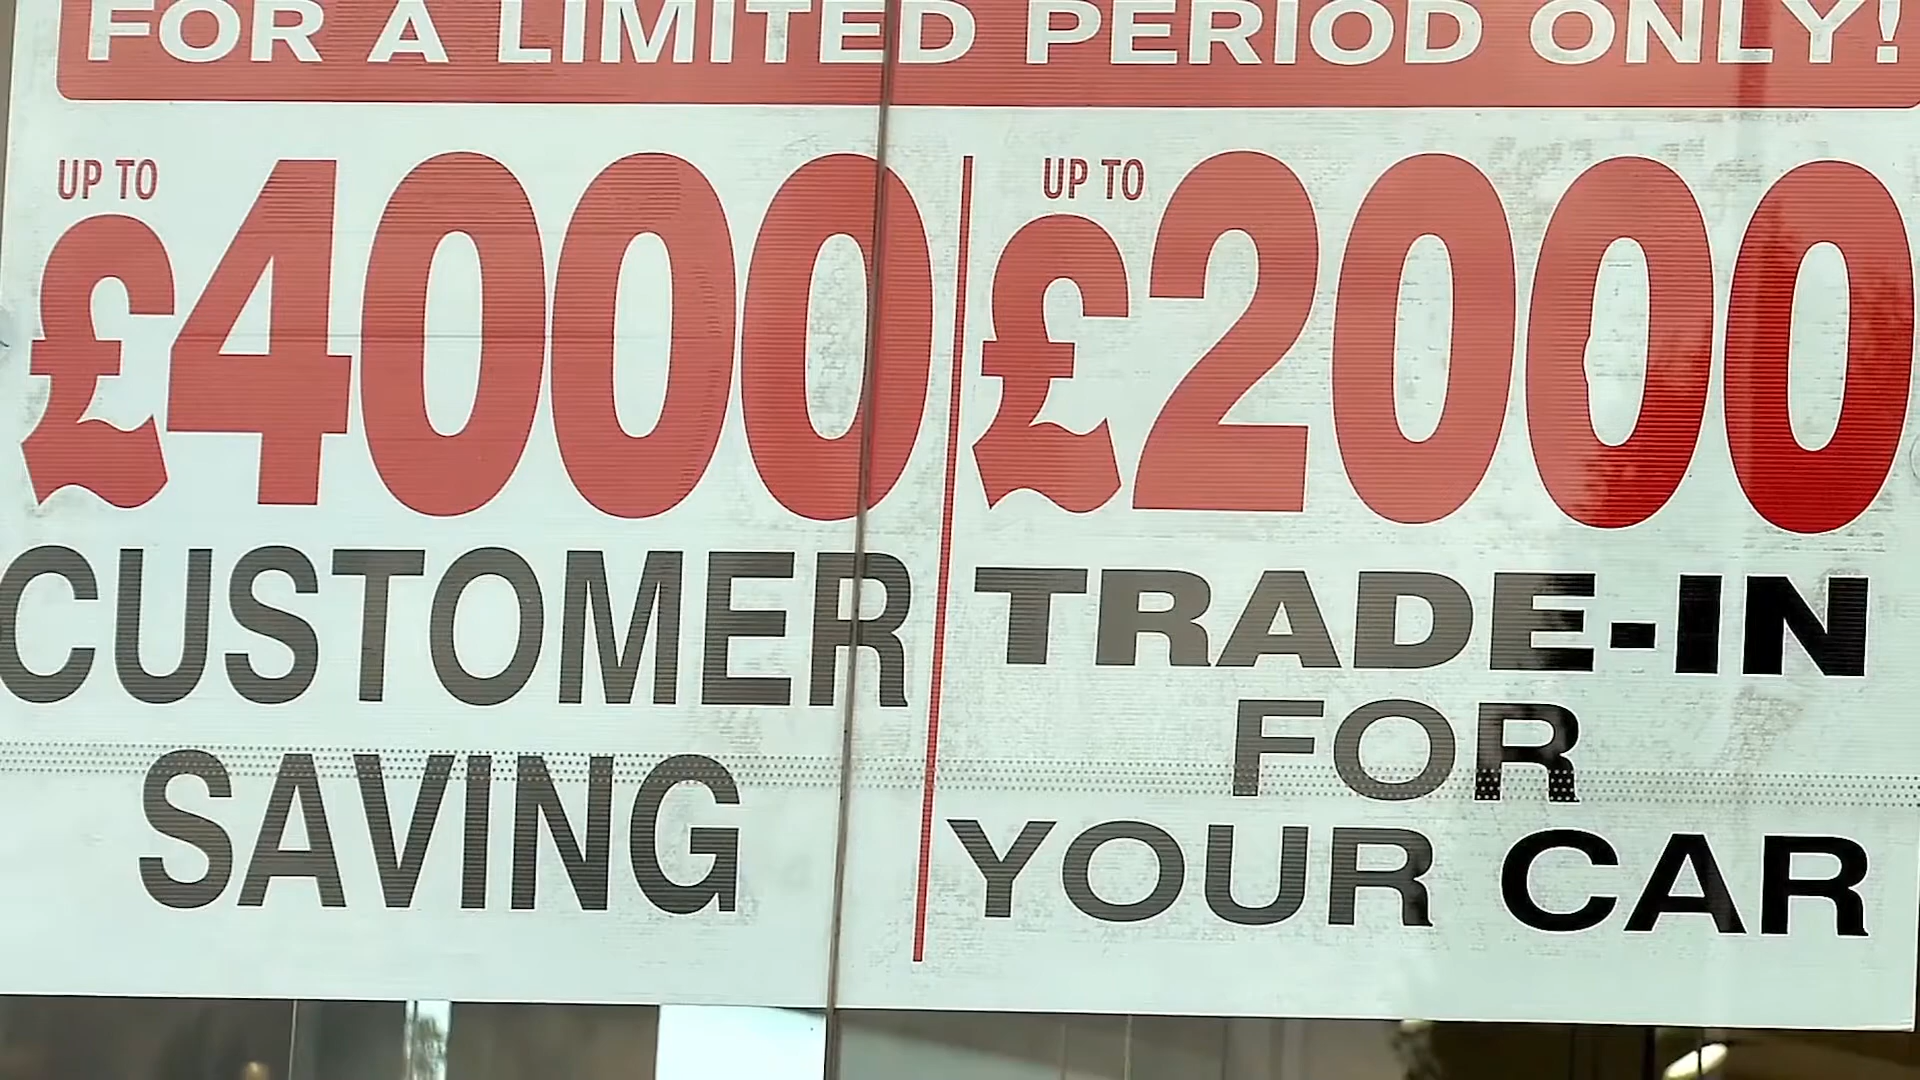 FOR A LIMITED PERIOD ONLY!
UP TO
£4000
CUSTOMER
SAVING
UP TO
£2000
TRADE-IN
FOR
YOUR CAR